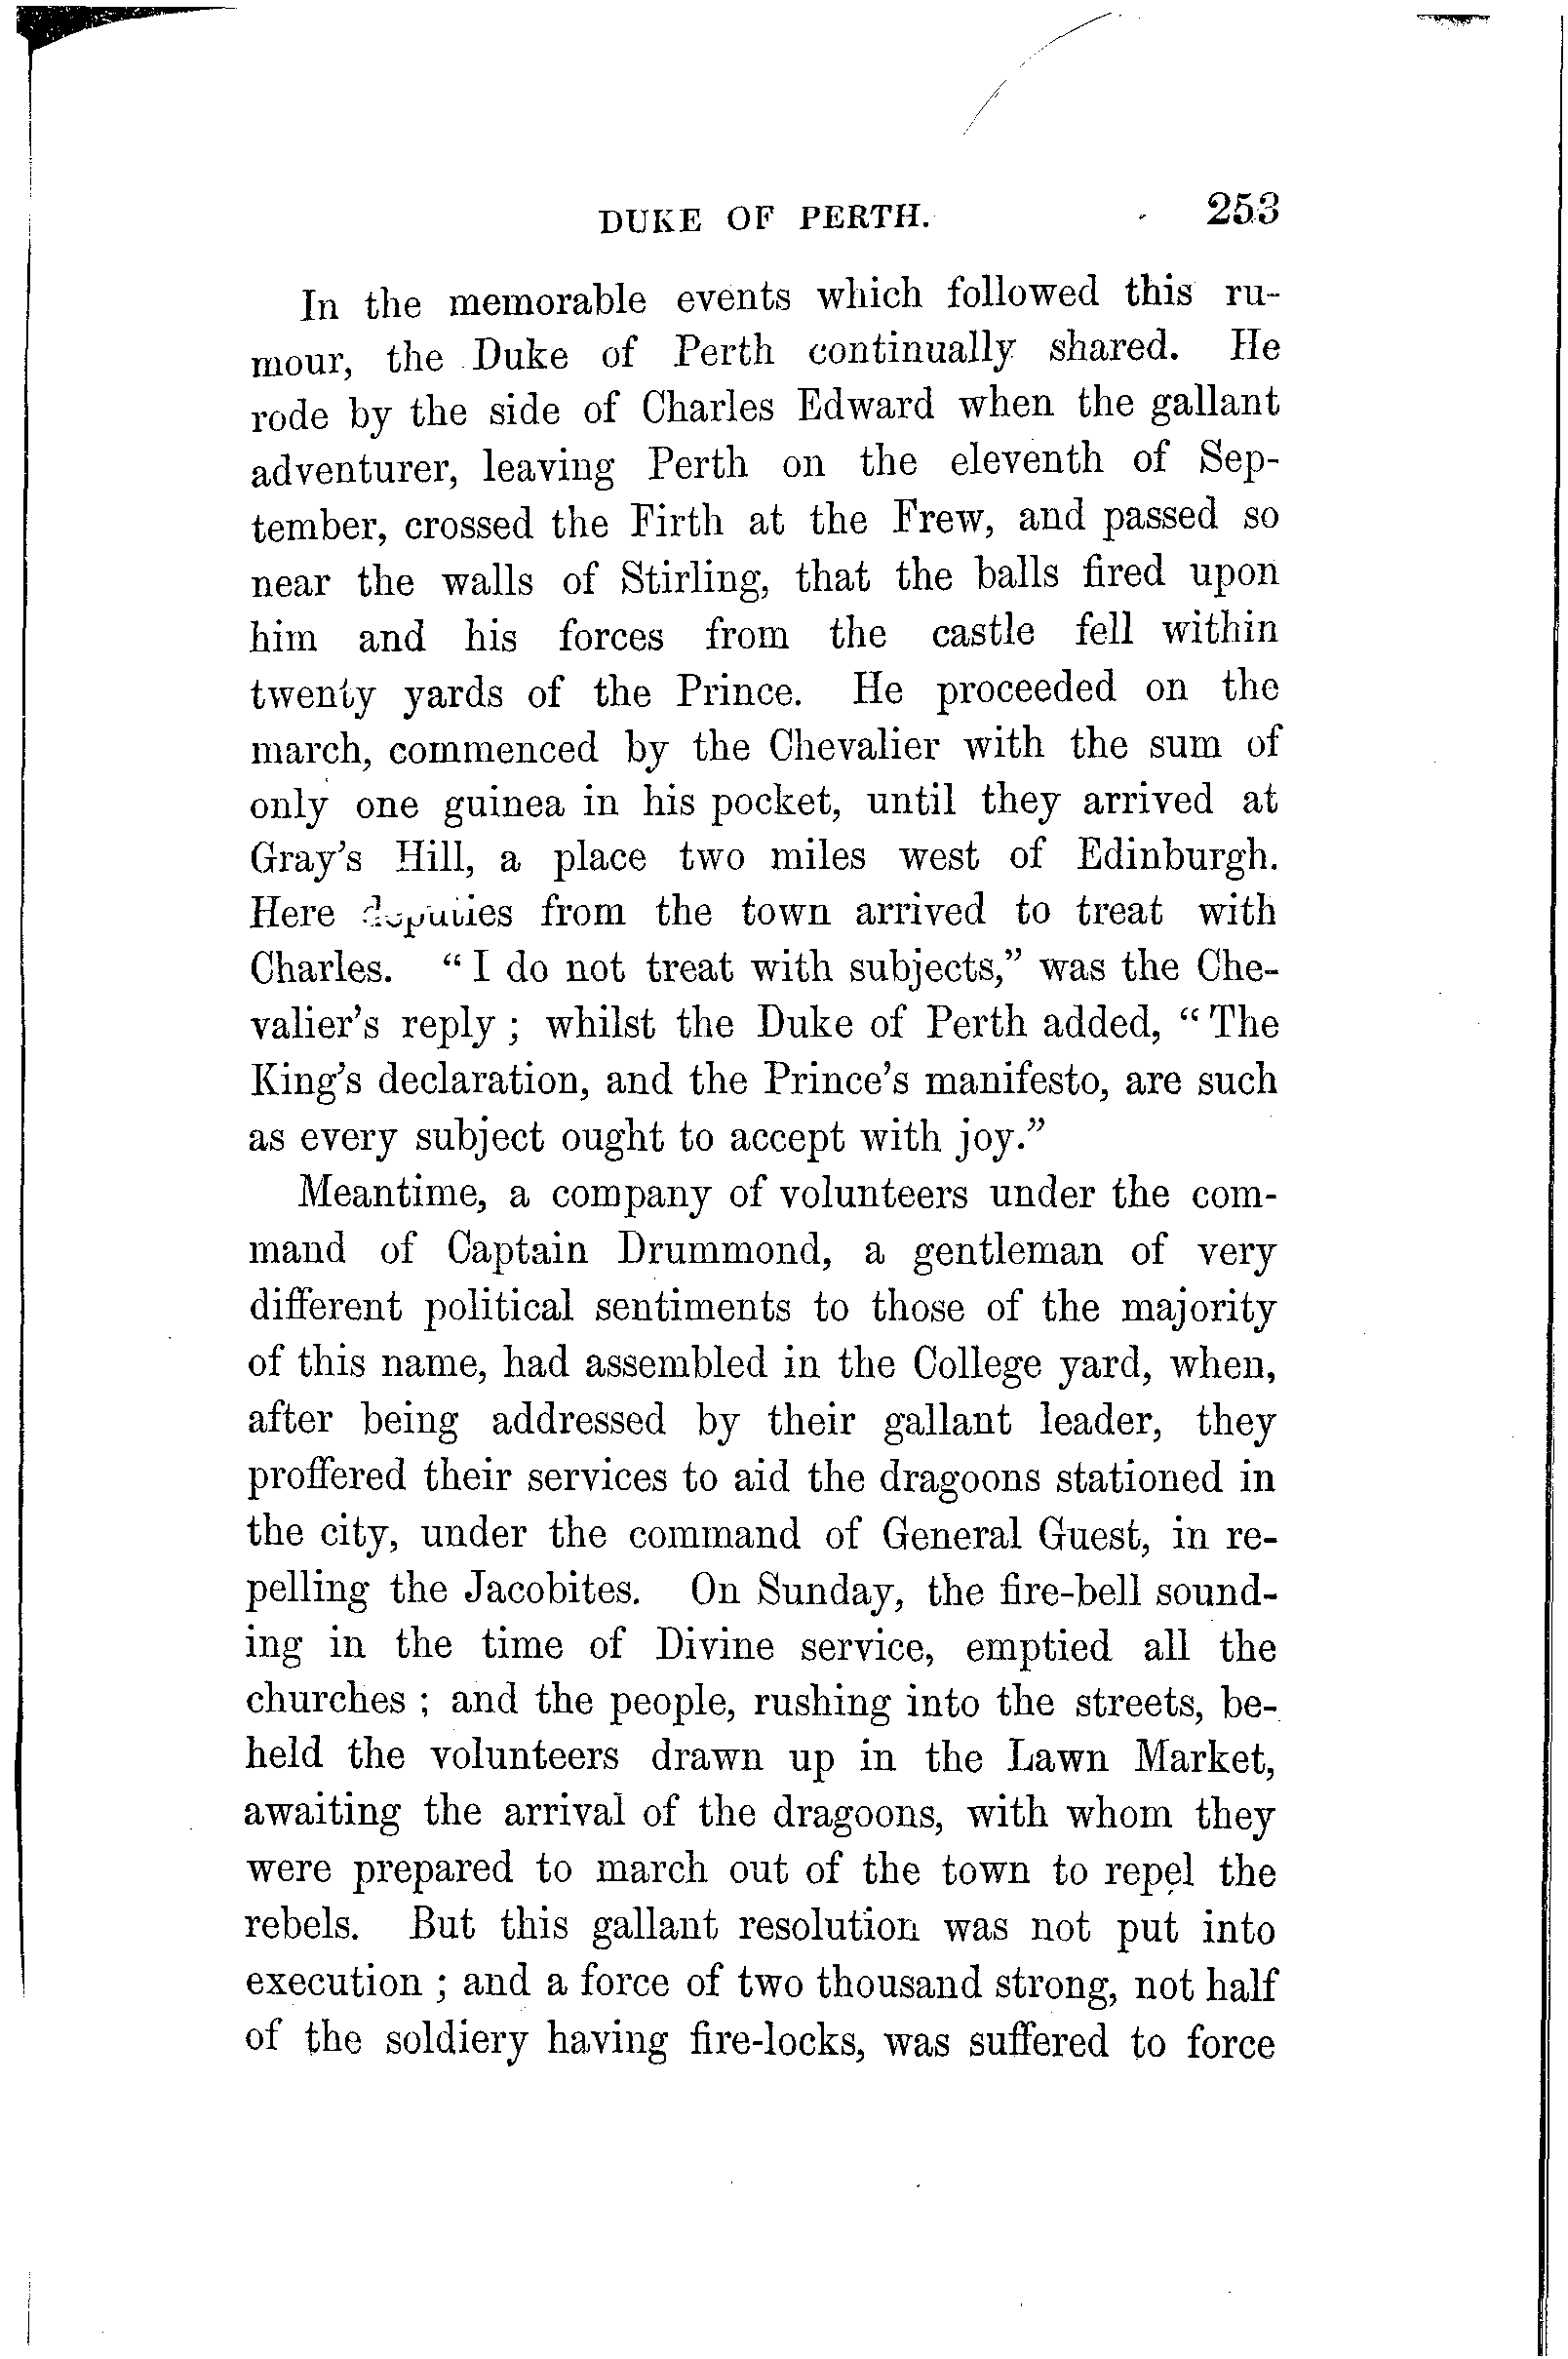 DUKE OF PERTH. 253
In the memorable events which followed this ru-
mour, the Duke of Perth continually shared. He
rode by the side of Charles Edward when the gallant
adventurer, leaving Perth on the eleventh of Sep-
tember, crossed the Firth at the Frew, and passed so
near the walls of Stirling, that the balls fired upon
him and his forces from the castle fell within
twenty yards of the Prince. He proceeded on the
march, commenced by the Chevalier with the sum of
only one guinea in his pocket, until they arrived at
Gray's Hill, a place two miles west of Edinburgh.
Here deputies from the town arrived to treat with
Charles. "I do not treat with subjects," was the Che-
valier's reply; whilst the Duke of Perth added, "The
King's declaration, and the Prince's manifesto, are such
as every subject ought to accept with joy."
Meantime, a company of volunteers under the com-
mand of Captain Drummond, a gentleman of very
different political sentiments to those of the majority
of this name, had assembled in the College yard, when,
after being addressed by their gallant leader, they
proffered their services to aid the dragoons stationed in
the city, under the command of General Guest, in re-
pelling the Jacobites. On Sunday, the fire-bell sound-
ing in the time of Divine service, emptied all the
churches; and the people, rushing into the streets, be-
held the volunteers drawn up in the Lawn Market,
awaiting the arrival of the dragoons, with whom they
were prepared to march out of the town to repel the
rebels. But this gallant resolution was not put into
execution; and a force of two thousand strong, not half
of the soldiery having fire-locks, was suffered to force